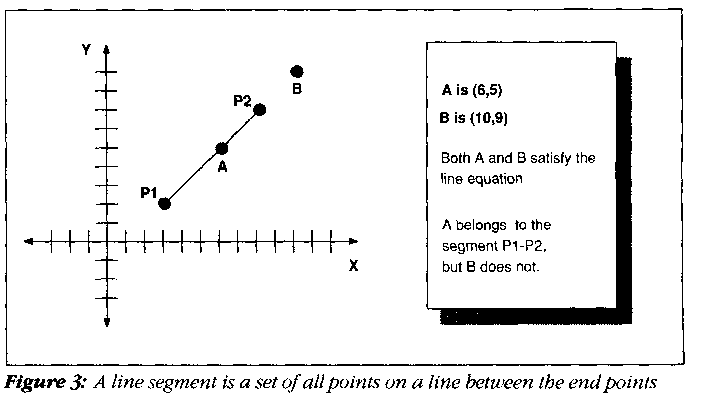 Y
B
P2
A
P1
X
A is (6,5)
B is (10,9)
Both A and B satisfy the
line equation
A belongs to the
segment P1-P2,
but B does not.
Figure 3: A line segment is a set of all points on a line between the end points